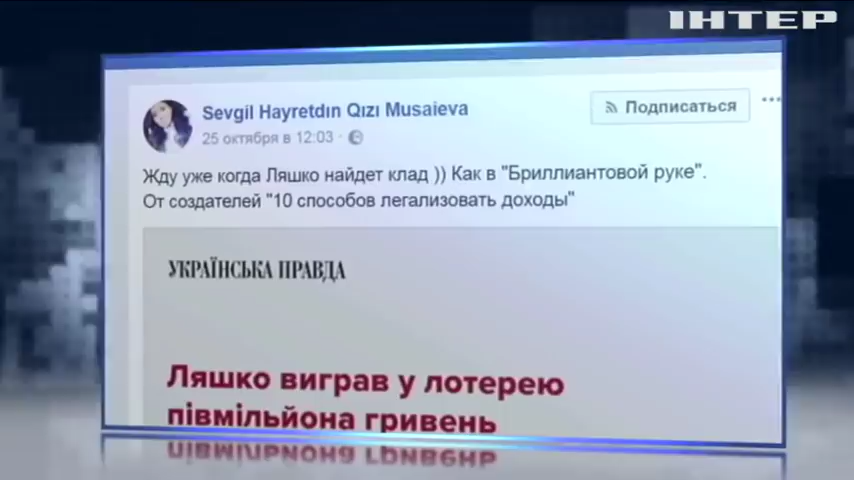 ІНТЕР
Sevgil Hayretdın Qızı Musaieva
Подписаться
25 октября в 12:03 ·
Жду уже когда Ляшко найдет клад )) Как в "Бриллиантовой руке".
От создателей "10 способов легализовать доходы"
УКРАЇНСЬКА ПРАВДА
Ляшко виграв у лотерею
півмільйона гривень